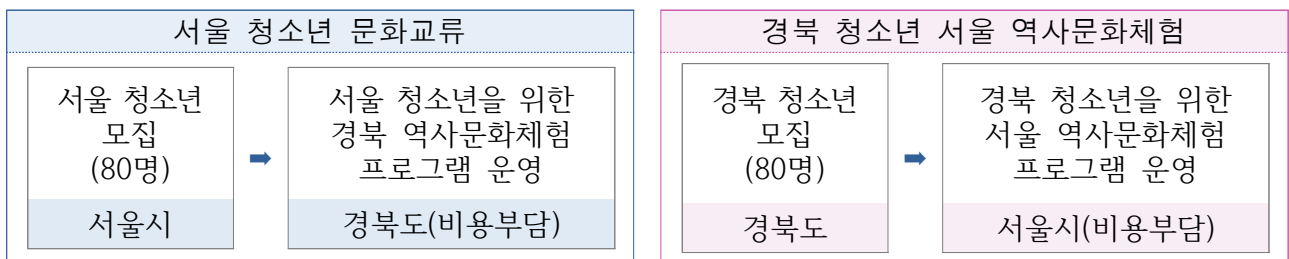 서울 청소년 문화교류
서울 청소년
모집
(80명)
서울시
서울 청소년을 위한
경북 역사문화체험
프로그램 운영
경북도(비용부담)
경북 청소년 서울 역사문화체험
경북 청소년
모집
(80명)
경북도
경북 청소년을 위한
서울 역사문화체험
프로그램 운영
서울시(비용부담)